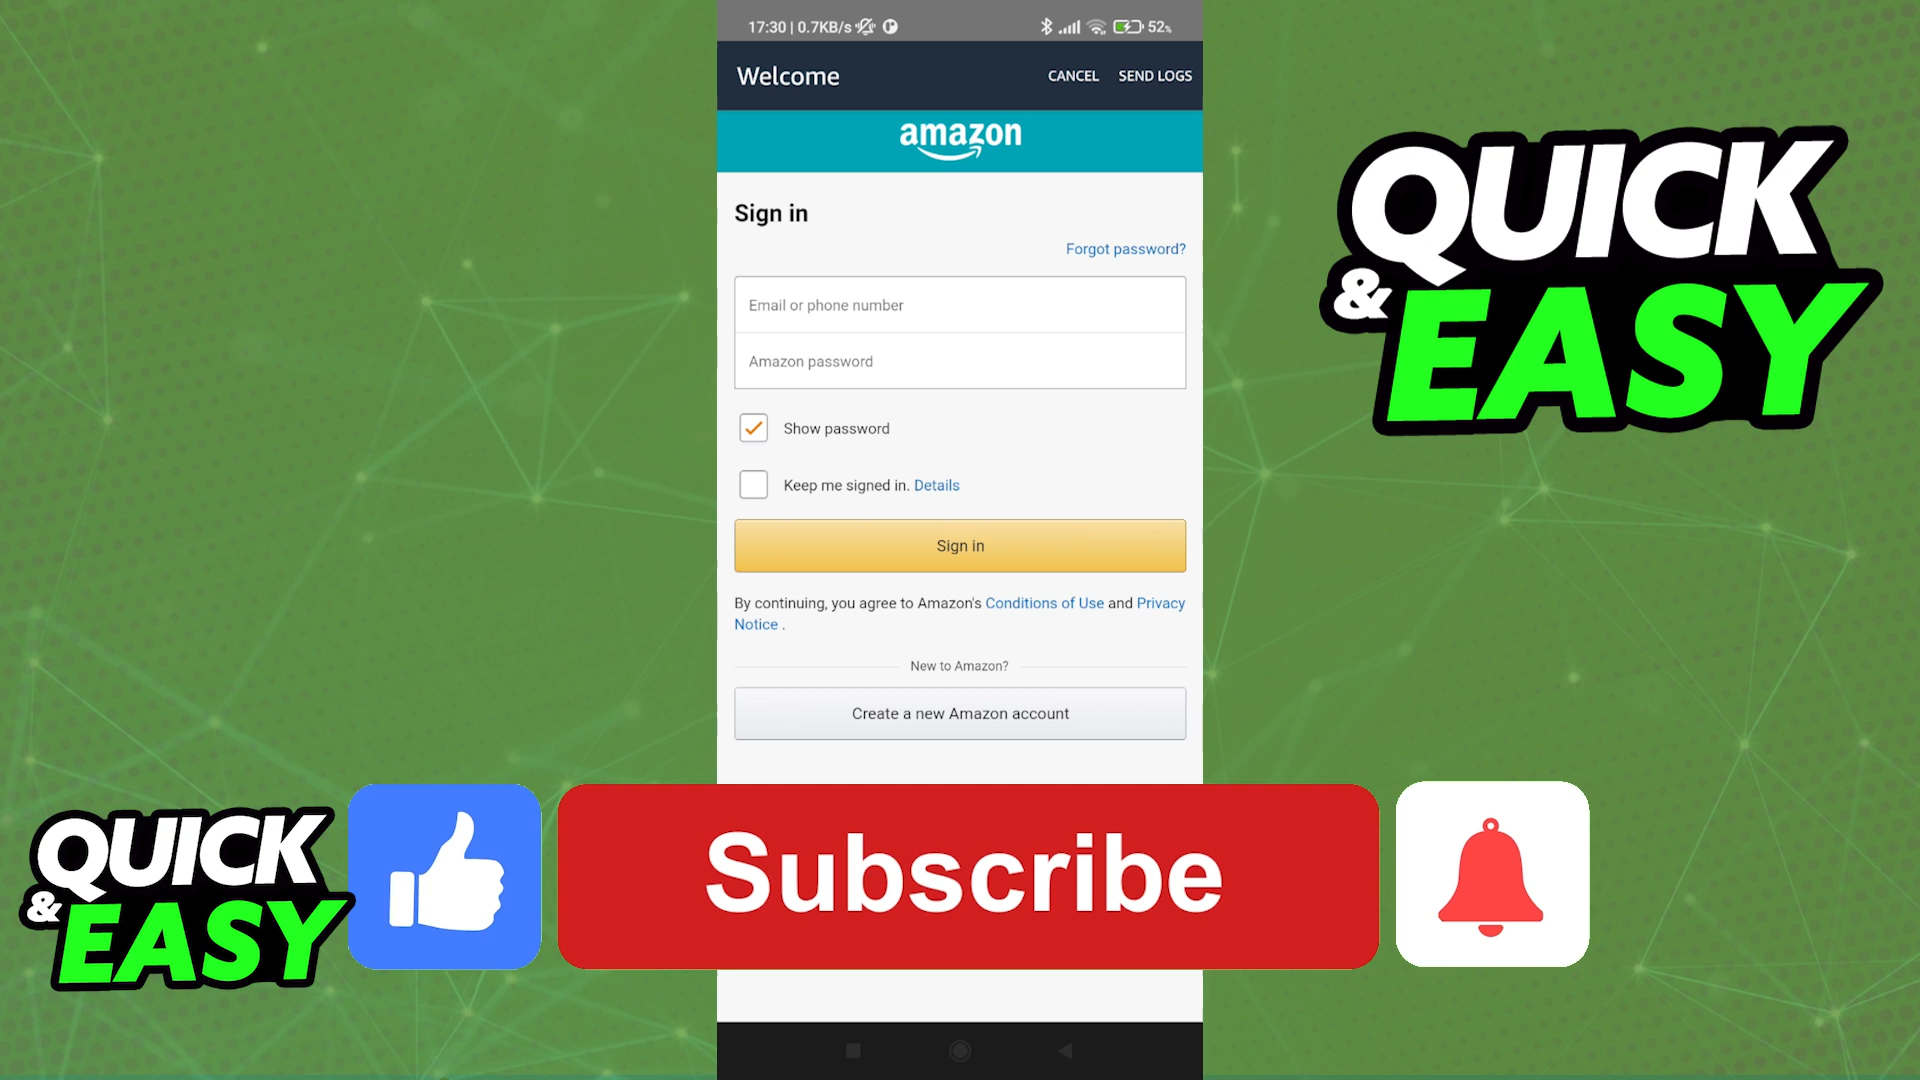 17:30 | 0.7KB/s
52%
Welcome
CANCEL
SEND LOGS
amazon
Sign in
Forgot password?
Email or phone number
Amazon password
Show password
Keep me signed in. Details
Sign in
By continuing, you agree to Amazon's Conditions of Use and Privacy
Notice .
New to Amazon?
Create a new Amazon account
QUICK
& EASY
QUICK
& EASY
Subscribe